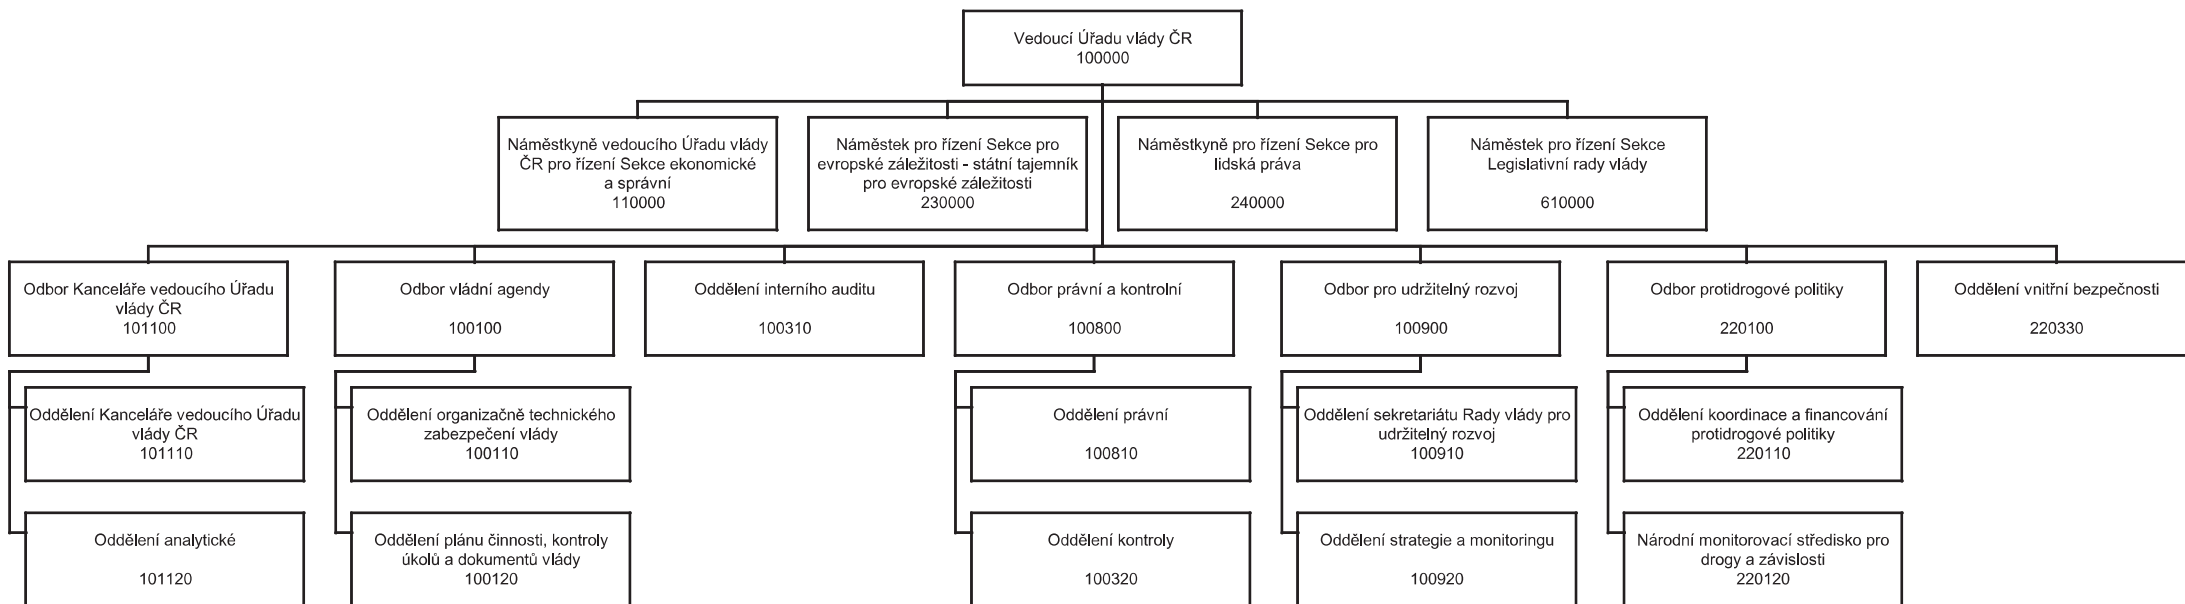 Vedoucí Úřadu vlády ČR
100000
Náměstkyně vedoucího Úřadu vlády
ČR pro řízení Sekce ekonomické
a správní
110000
Náměstek pro řízení Sekce pro
evropské záležitosti - státní tajemník
pro evropské záležitosti
230000
Náměstkyně pro řízení Sekce pro
lidská práva
240000
Náměstek pro řízení Sekce
Legislativní rady vlády
610000
Odbor Kanceláře vedoucího Úřadu
vlády ČR
101100
Odbor vládní agendy
100100
Oddělení interního auditu
100310
Odbor právní a kontrolní
100800
Odbor pro udržitelný rozvoj
100900
Odbor protidrogové politiky
220100
Oddělení vnitřní bezpečnosti
220330
Oddělení Kanceláře vedoucího Úřadu
vlády ČR
101110
Oddělení organizačně technického
zabezpečení vlády
100110
Oddělení právní
100810
Oddělení sekretariátu Rady vlády pro
udržitelný rozvoj
100910
Oddělení koordinace a financování
protidrogové politiky
220110
Oddělení analytické
101120
Oddělení plánu činnosti, kontroly
úkolů a dokumentů vlády
100120
Oddělení kontroly
100320
Oddělení strategie a monitoringu
100920
Národní monitorovací středisko pro
drogy a závislosti
220120